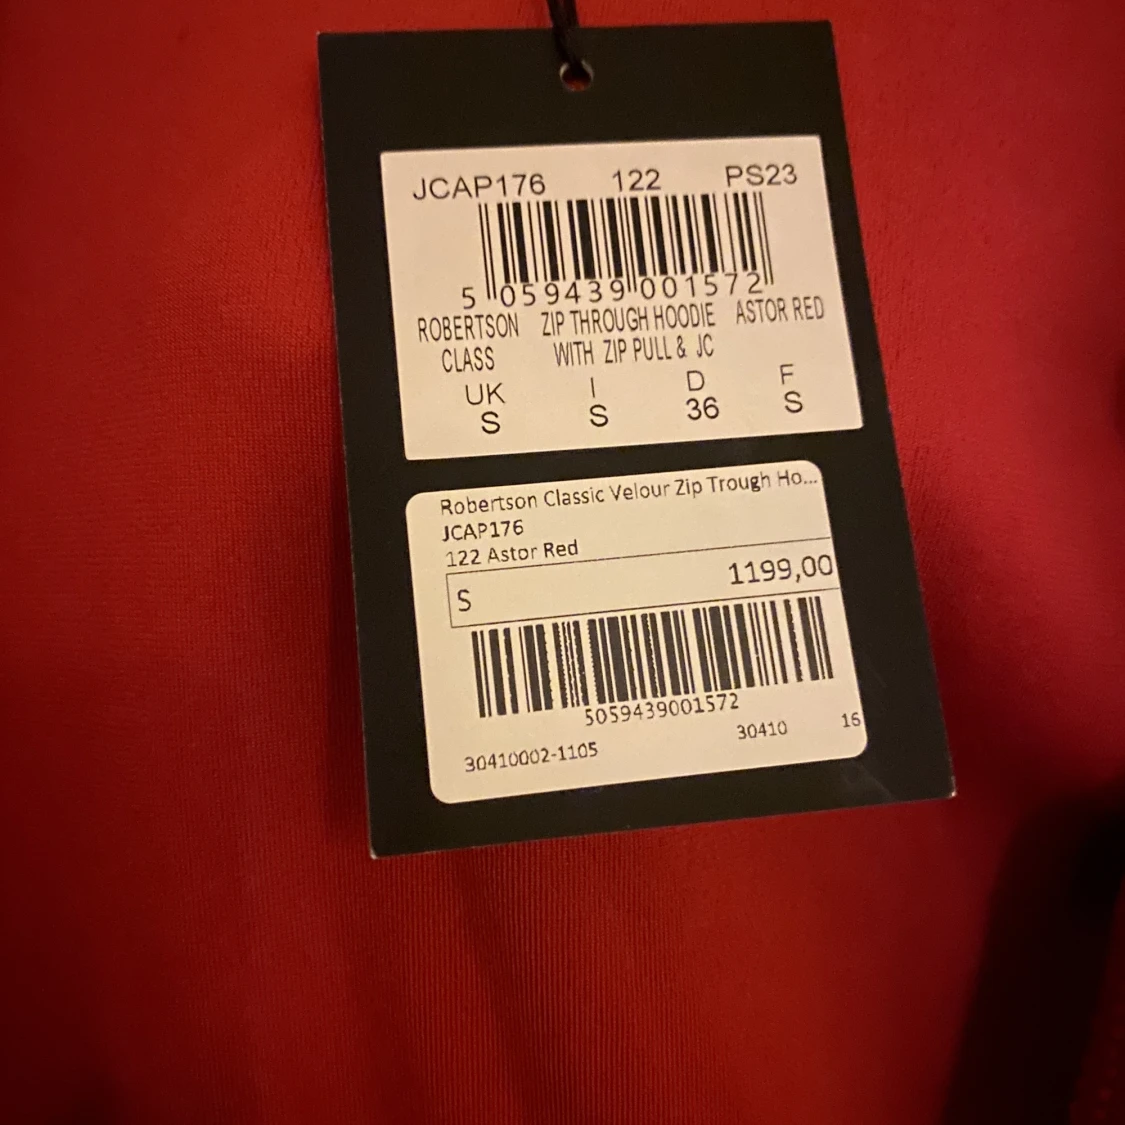 JCAP176 122 PS23
5 059439 001572
ROBERTSON ZIP THROUGH HOODIE ASTOR RED
CLASS WITH ZIP PULL & JC
UK I D F
S S 36 S
Robertson Classic Velour Zip Trough Ho...
JCAP176
122 Astor Red
S 1199,00
5059439001572
30410002-1105 30410 16